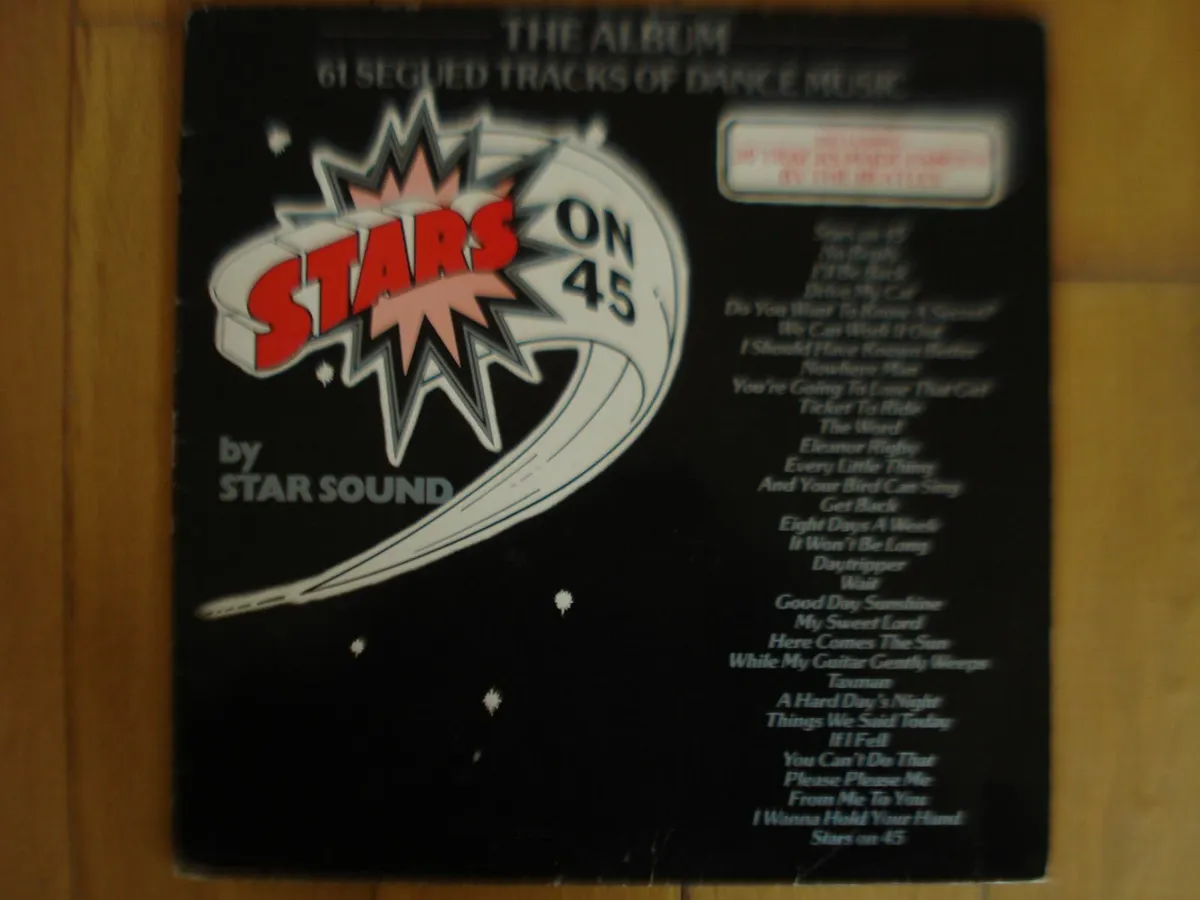 THE ALBUM
61 SEGUED TRACKS OF DANCE MUSIC
STARS
ON
45
by
STAR SOUND
BY THE BEATLES
Stars on 45
No Reply
I'll Be Back
Drive My Car
Do You Want To Know A Secret
We Can Work It Out
I Should Have Known Better
Nowhere Man
You're Going To Lose That Girl
Ticket To Ride
The Word
Eleanor Rigby
Every Little Thing
And Your Bird Can Sing
Get Back
Eight Days A Week
It Won't Be Long
Daytripper
Wait
Good Day Sunshine
My Sweet Lord
Here Comes The Sun
While My Guitar Gently Weeps
Taxman
A Hard Day's Night
Things We Said Today
If I Fell
You Can't Do That
Please Please Me
From Me To You
I Wanna Hold Your Hand
Stars on 45